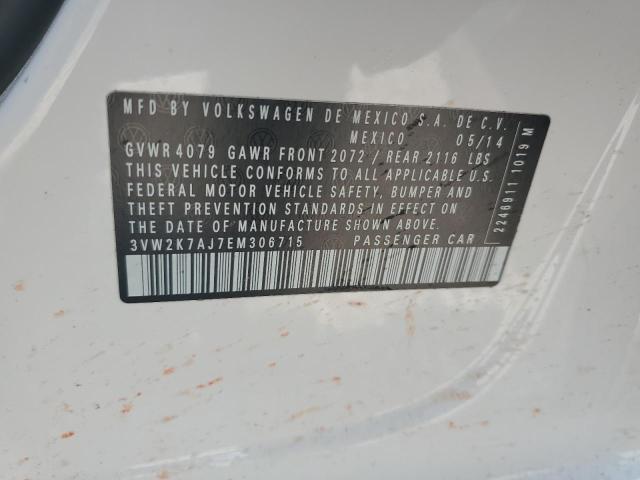 MFD BY VOLKSWAGEN DE MEXICO S.A. DE C.V.
MEXICO 05/14
GVWR 4079 GAWR FRONT 2072 / REAR 2116 LBS
THIS VEHICLE CONFORMS TO ALL APPLICABLE U.S.
FEDERAL MOTOR VEHICLE SAFETY, BUMPER AND
THEFT PREVENTION STANDARDS IN EFFECT ON
THE DATE OF MANUFACTURE SHOWN ABOVE.
3VW2K7AJ7EM306715 PASSENGER CAR
2246911 1019 M